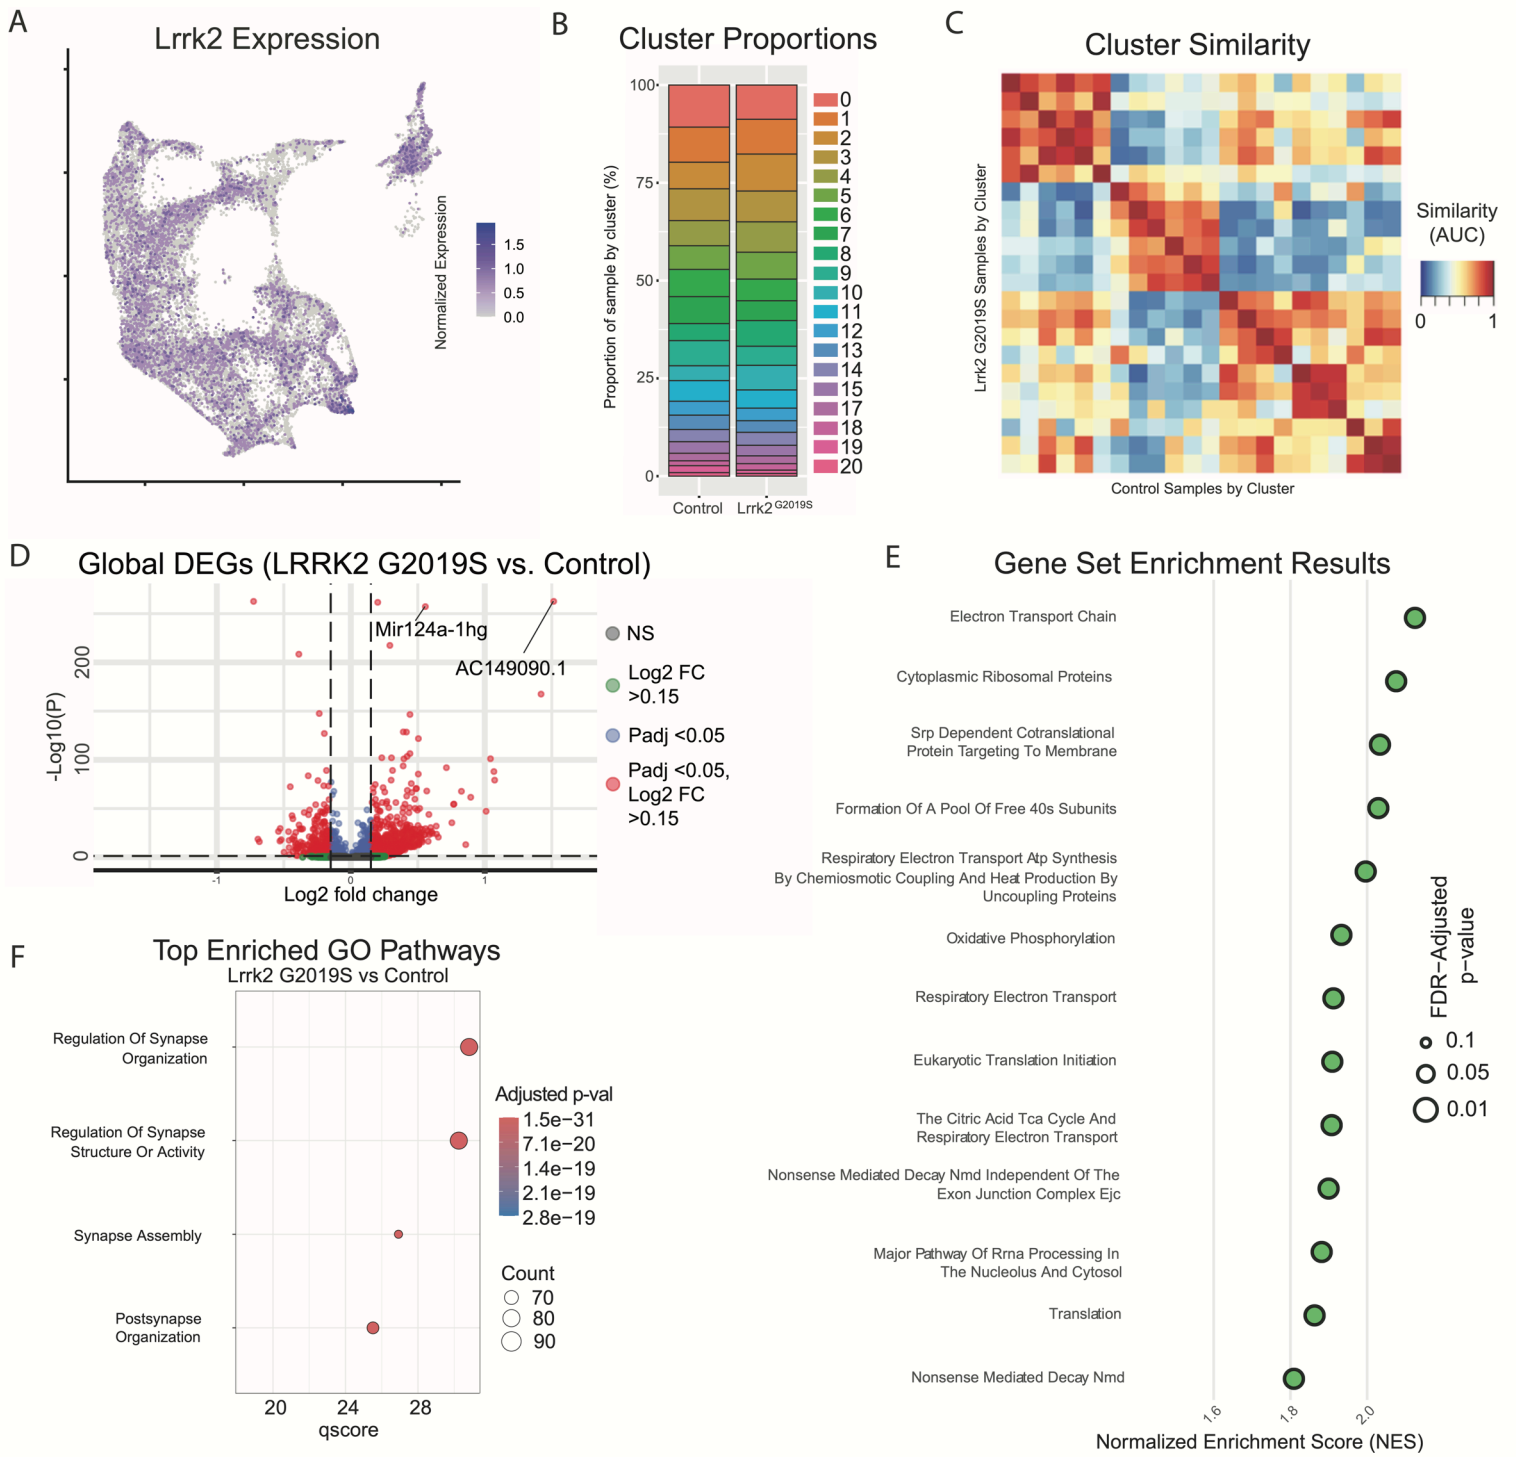 A
Lrrk2 Expression
Normalized Expression
1.5
1.0
0.5
0.0
B
Cluster Proportions
Proportion of sample by cluster (%)
100
75
50
25
0
Control
Lrrk2 G2019S
0
1
2
3
4
5
6
7
8
9
10
11
12
13
14
15
17
18
19
20
C
Cluster Similarity
Lrrk2 G2019S Samples by Cluster
Control Samples by Cluster
Similarity
(AUC)
0
1
D
Global DEGs (LRRK2 G2019S vs. Control)
-Log10(P)
200
100
0
Mir124a-1hg
AC149090.1
-1
0
1
Log2 fold change
NS
Log2 FC
>0.15
Padj <0.05
Padj <0.05,
Log2 FC
>0.15
E
Gene Set Enrichment Results
Electron Transport Chain
Cytoplasmic Ribosomal Proteins
Srp Dependent Cotranslational
Protein Targeting To Membrane
Formation Of A Pool Of Free 40s Subunits
Respiratory Electron Transport Atp Synthesis
By Chemiosmotic Coupling And Heat Production By
Uncoupling Proteins
Oxidative Phosphorylation
Respiratory Electron Transport
Eukaryotic Translation Initiation
The Citric Acid Tca Cycle And
Respiratory Electron Transport
Nonsense Mediated Decay Nmd Independent Of The
Exon Junction Complex Ejc
Major Pathway Of Rrna Processing In
The Nucleolus And Cytosol
Translation
Nonsense Mediated Decay Nmd
1.6
1.8
2.0
Normalized Enrichment Score (NES)
FDR-Adjusted
p-value
0.1
0.05
0.01
F
Top Enriched GO Pathways
Lrrk2 G2019S vs Control
Regulation Of Synapse
Organization
Regulation Of Synapse
Structure Or Activity
Synapse Assembly
Postsynapse
Organization
20
24
28
qscore
Adjusted p-val
1.5e−31
7.1e−20
1.4e−19
2.1e−19
2.8e−19
Count
70
80
90